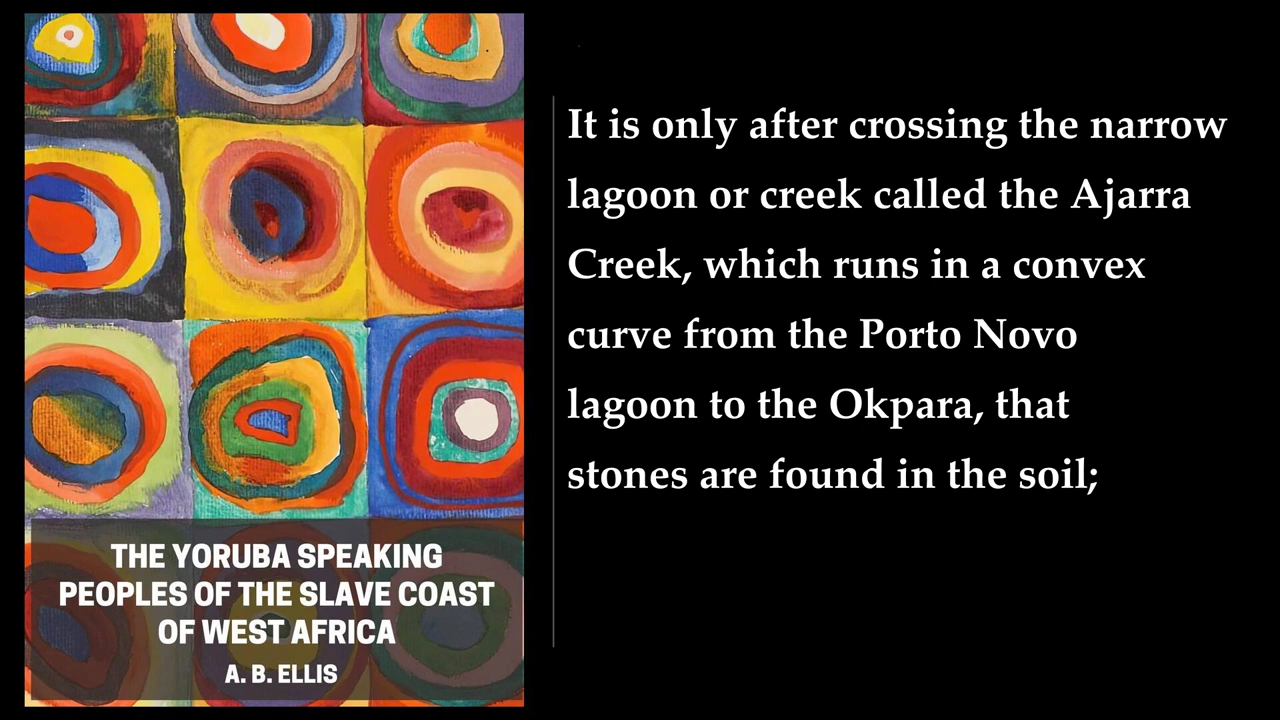 THE YORUBA SPEAKING
PEOPLES OF THE SLAVE COAST
OF WEST AFRICA
A. B. ELLIS
It is only after crossing the narrow
lagoon or creek called the Ajarra
Creek, which runs in a convex
curve from the Porto Novo
lagoon to the Okpara, that
stones are found in the soil;